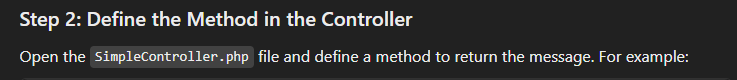 Step 2: Define the Method in the Controller
Open the SimpleController.php file and define a method to return the message. For example: